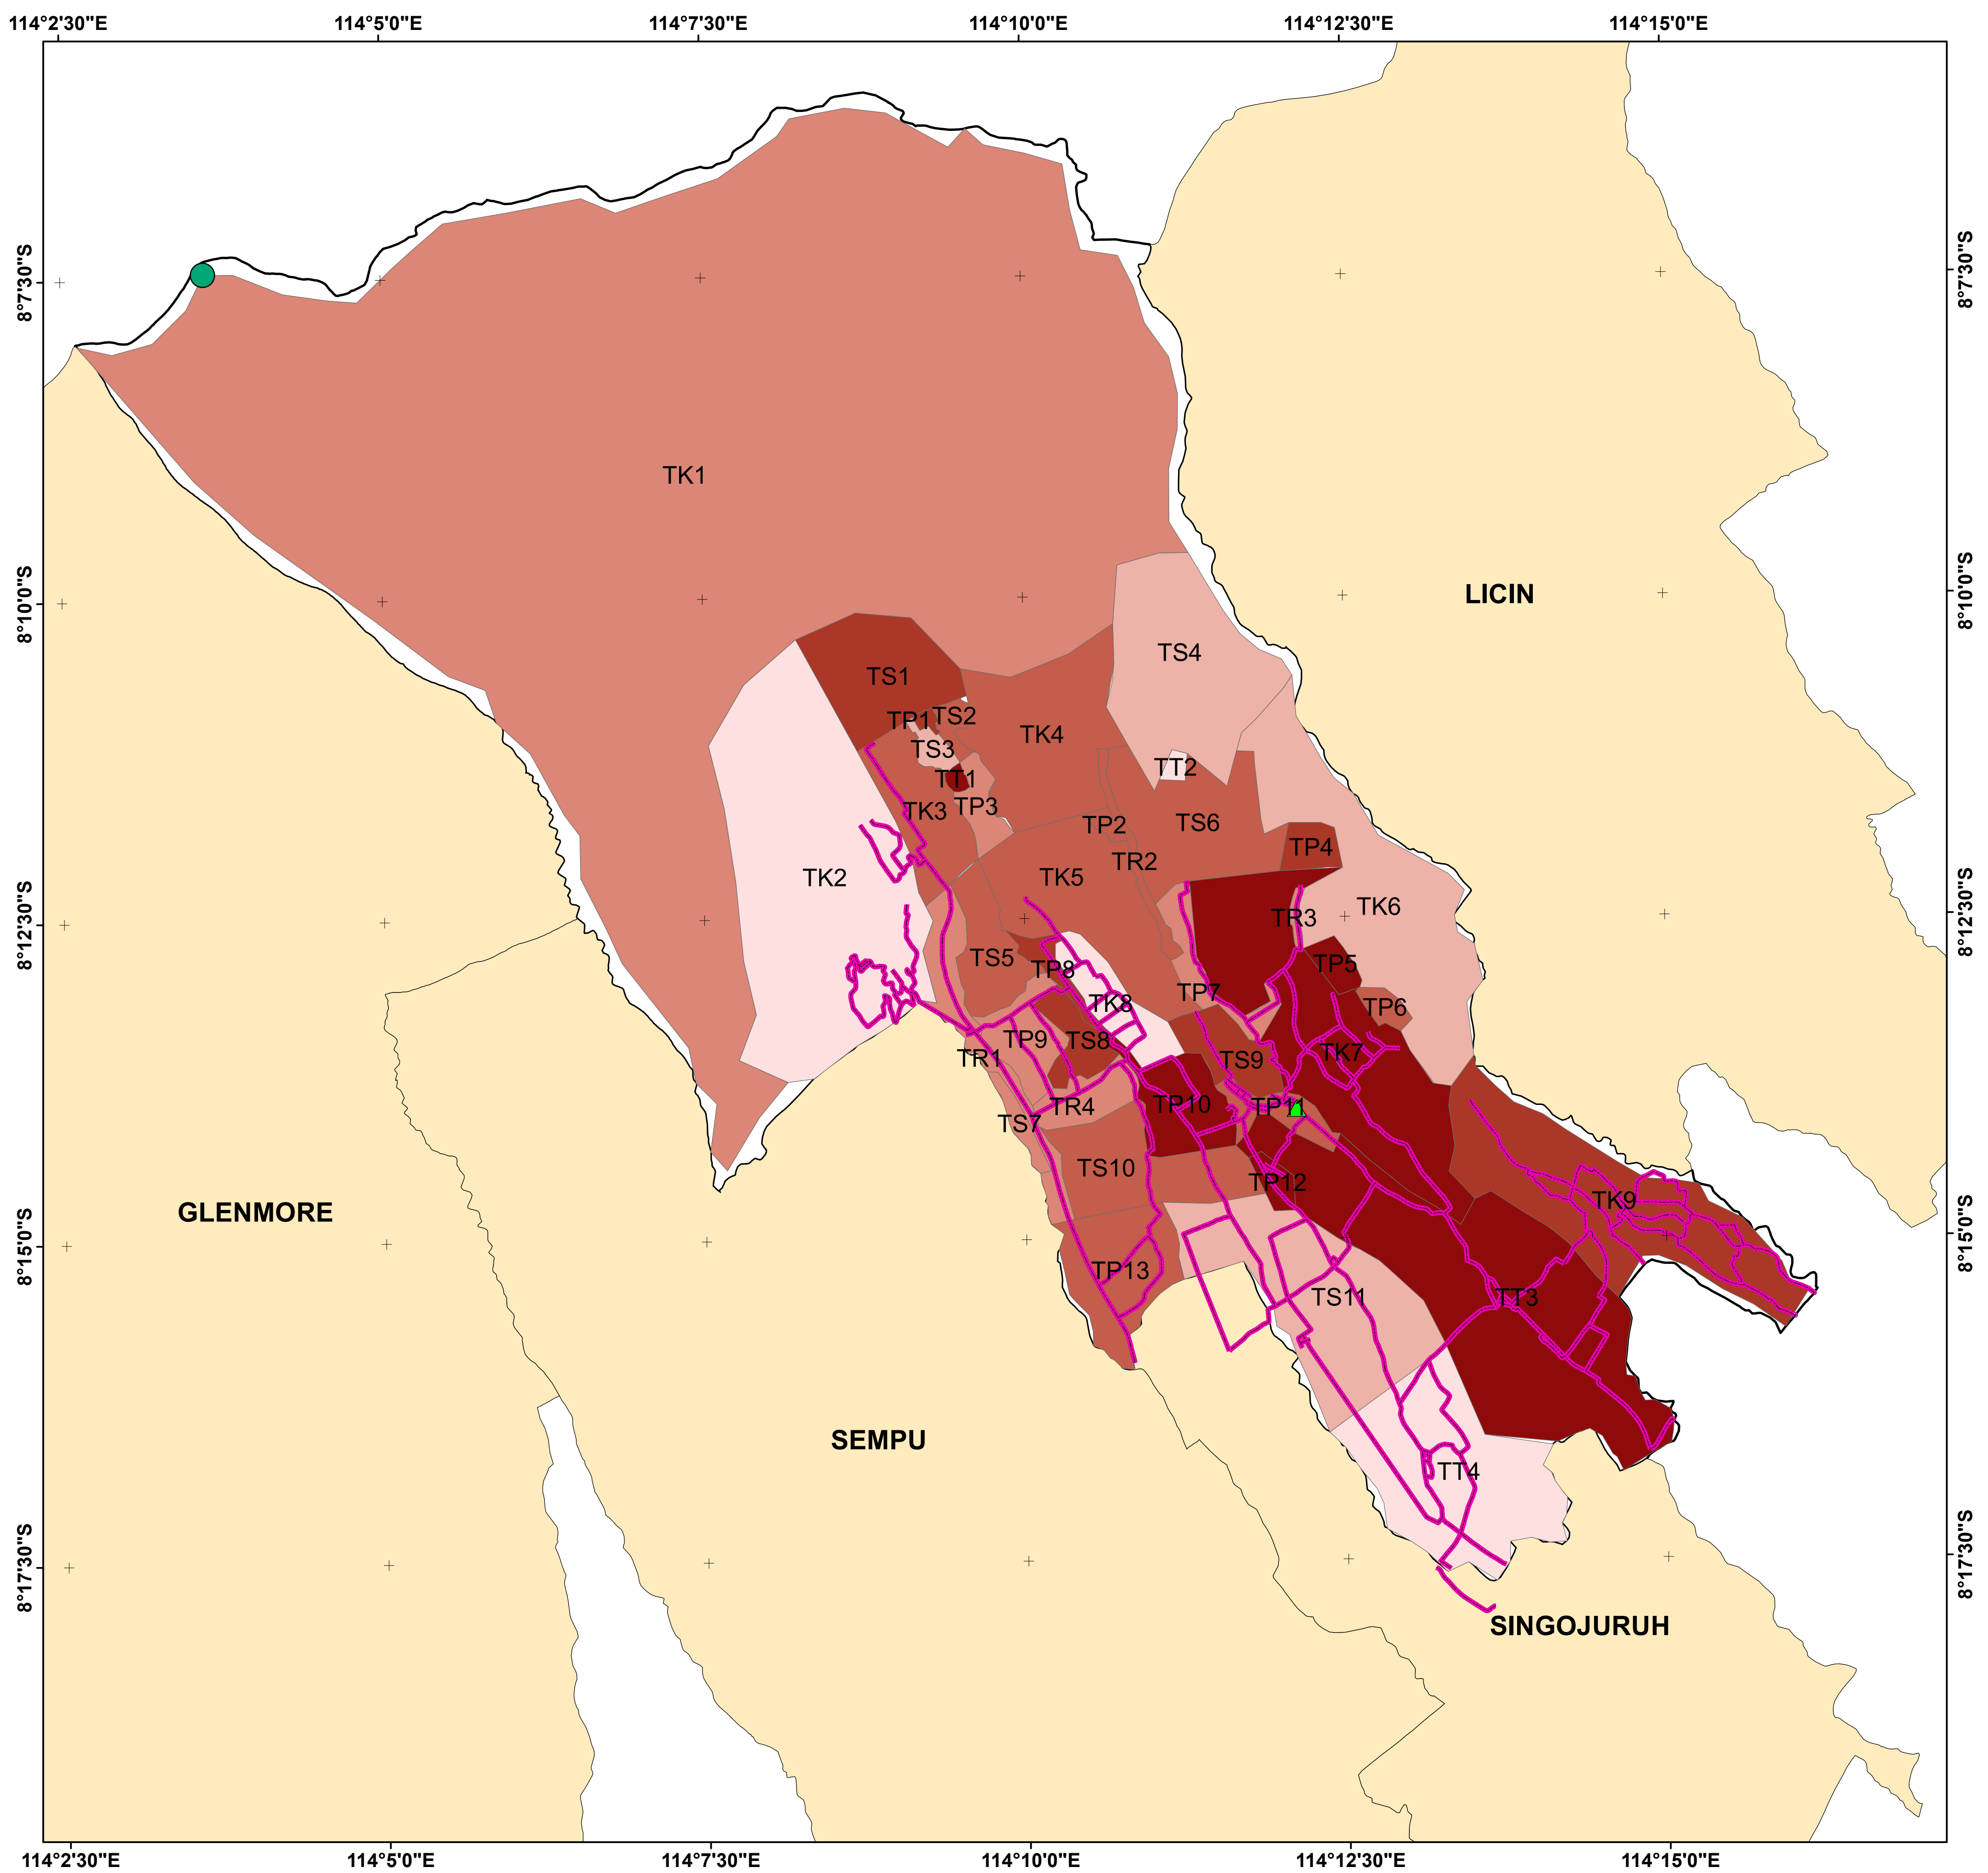 114°2'30"E 114°5'0"E 114°7'30"E 114°10'0"E 114°12'30"E 114°15'0"E
8°7'30"S 8°7'30"S
TK1
8°10'0"S LICIN 8°10'0"S
TS4
TS1
TP1 TS2
TK4
TS3
TT2
TT1
TP3
TK3
TS6
TP2
TP4
TR2
TK2 TK5
TK6
TR3
8°12'30"S 8°12'30"S
TS5
TP5
TP8
TP7
TK8
TP6
TP9 TS8
TK7
TR1
TS9
TP10
TR4 TP11
TS7
TS10
TP12
TK9
GLENMORE
8°15'0"S 8°15'0"S
TP13
TS11 TT3
SEMPU
TT4
8°17'30"S 8°17'30"S
SINGOJURUH
114°2'30"E 114°5'0"E 114°7'30"E 114°10'0"E 114°12'30"E 114°15'0"E